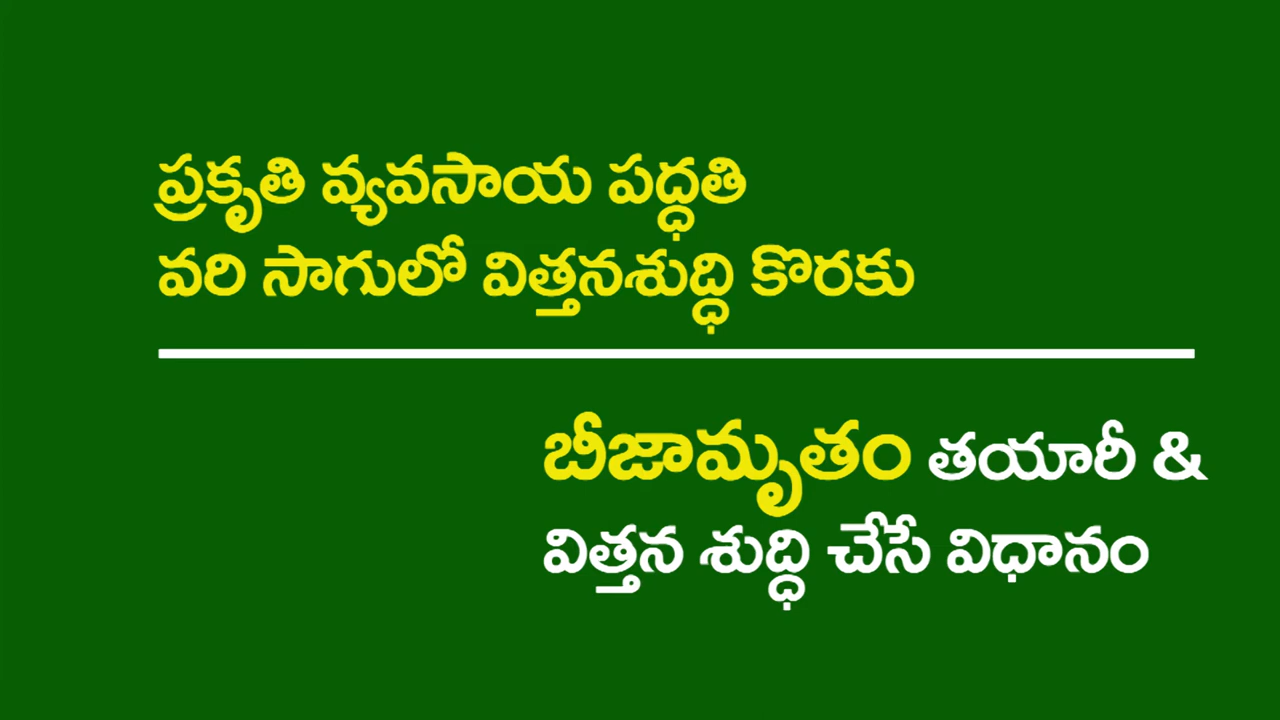 ప్రకృతి వ్యవసాయ పద్ధతి
వరి సాగులో విత్తనశుద్ధి కొరకు
బీజామృతం తయారీ &
విత్తన శుద్ధి చేసే విధానం